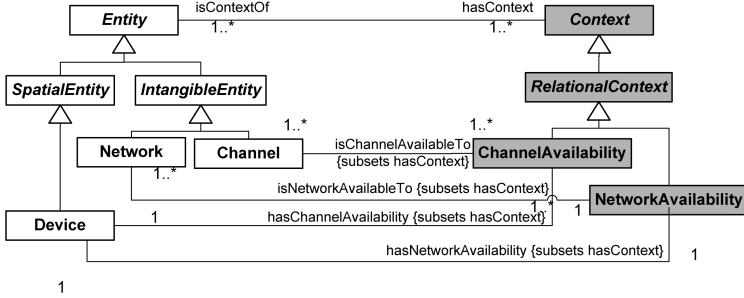 isContextOf
hasContext
Entity
1..*
1..*
Context
SpatialEntity
IntangibleEntity
RelationalContext
1..*
1..*
Network
Channel
isChannelAvailableTo
{subsets hasContext}
ChannelAvailability
1..*
isNetworkAvailableTo {subsets hasContext}
NetworkAvailability
1..*
1
Device
1
hasChannelAvailability {subsets hasContext}
hasNetworkAvailability {subsets hasContext}
1
1